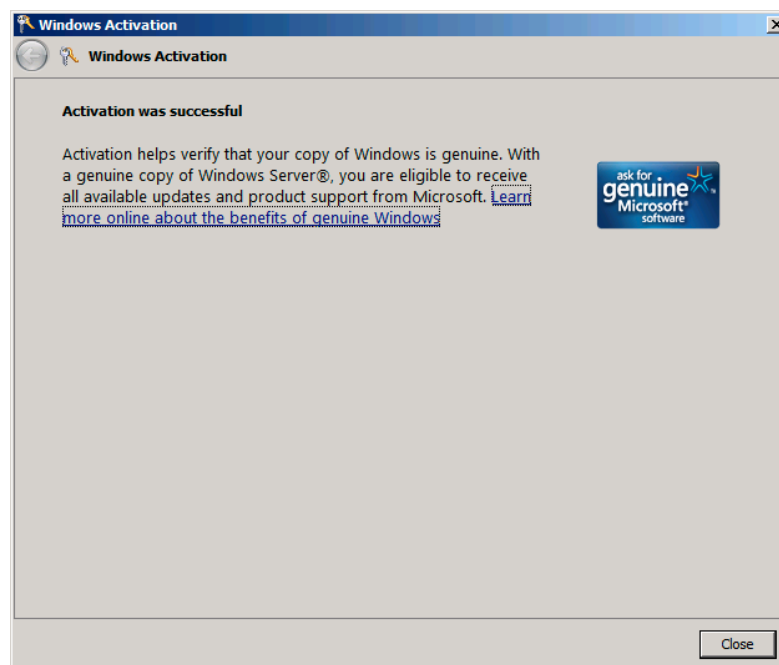 Windows Activation
Windows Activation
Activation was successful
Activation helps verify that your copy of Windows is genuine. With
a genuine copy of Windows Server®, you are eligible to receive
all available updates and product support from Microsoft. Learn
more online about the benefits of genuine Windows
ask for
genuine
Microsoft®
software
Close